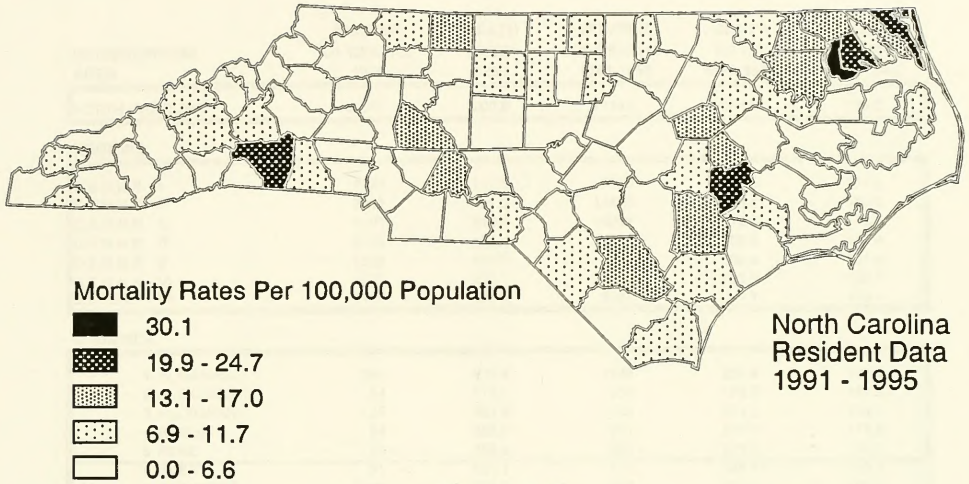 Mortality Rates Per 100,000 Population
30.1
19.9 - 24.7
13.1 - 17.0
6.9 - 11.7
0.0 - 6.6
North Carolina
Resident Data
1991 - 1995